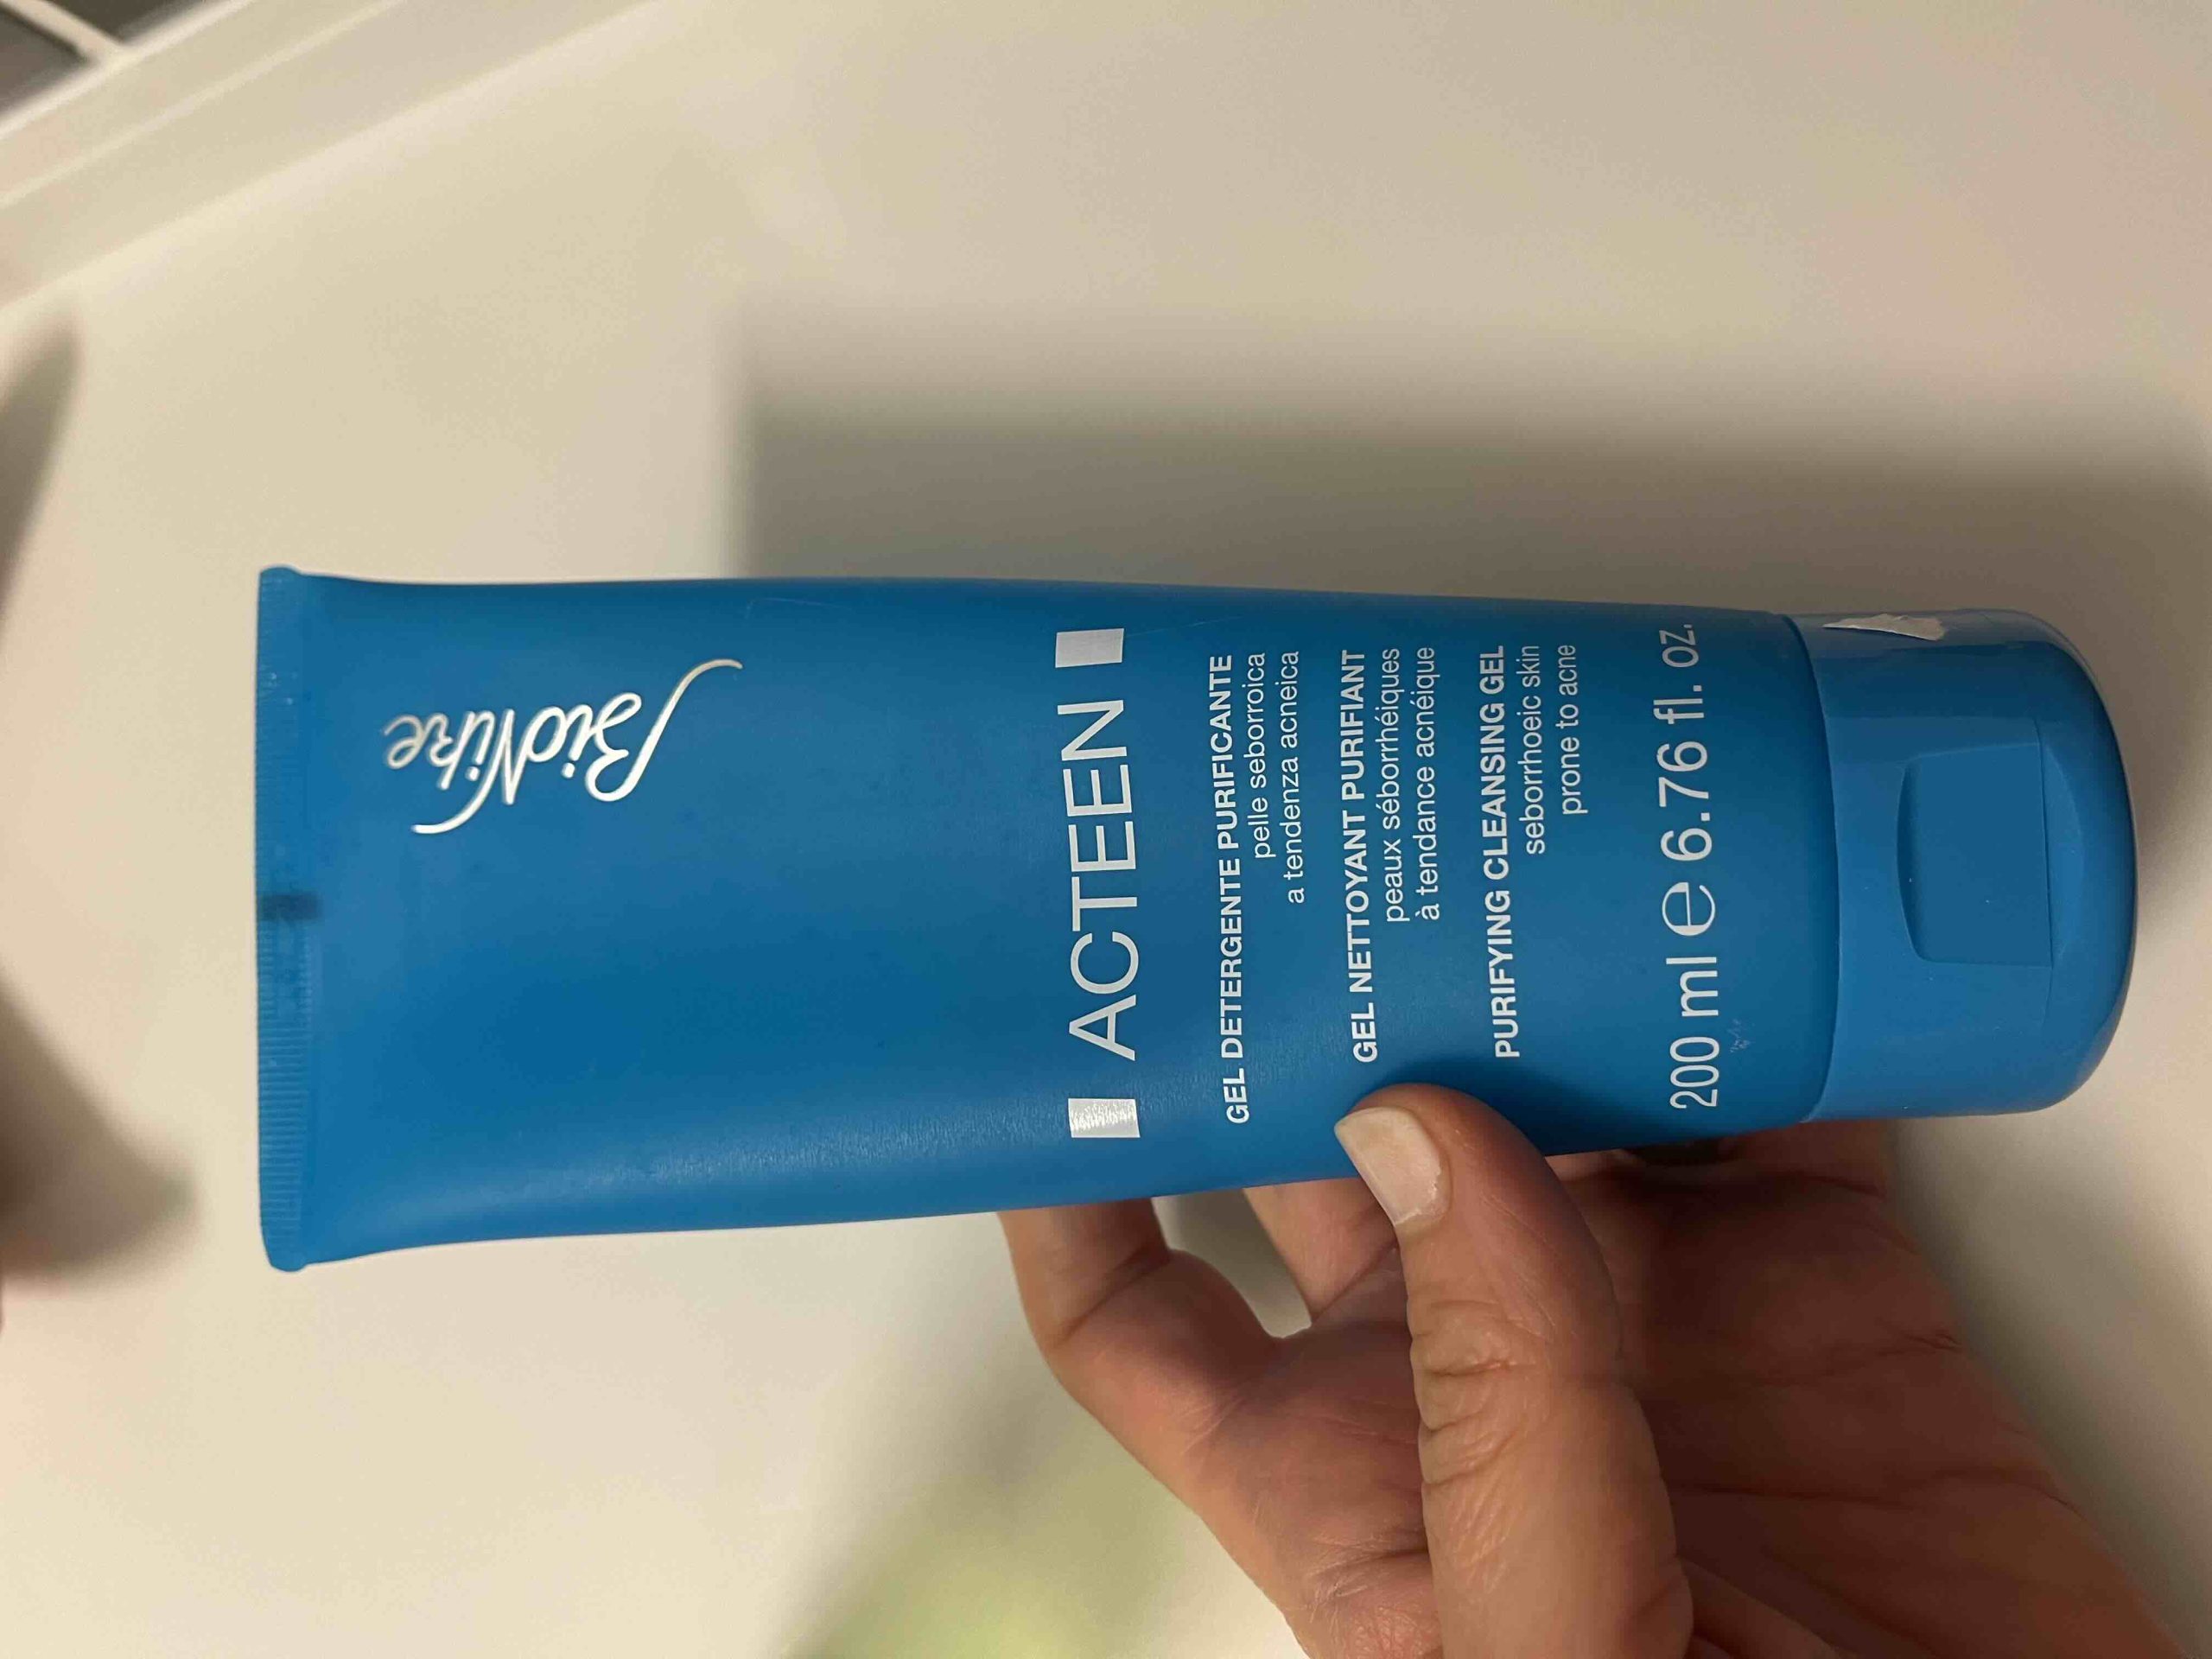 BioNike
ACTEEN
GEL DETERGENTE PURIFICANTE
pelle seborroica
a tendenza acneica
GEL NETTOYANT PURIFIANT
peaux séborrhéiques
à tendance acnéique
PURIFYING CLEANSING GEL
seborrhoeic skin
prone to acne
200 ml ℮ 6.76 fl. oz.